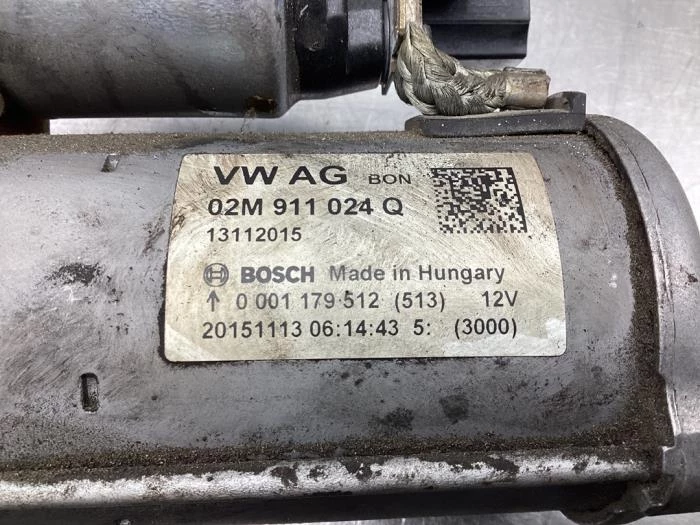 VW AG BON
02M 911 024 Q
13112015
BOSCH Made in Hungary
↑ 0 001 179 512 (513) 12V
20151113 06:14:43 5: (3000)